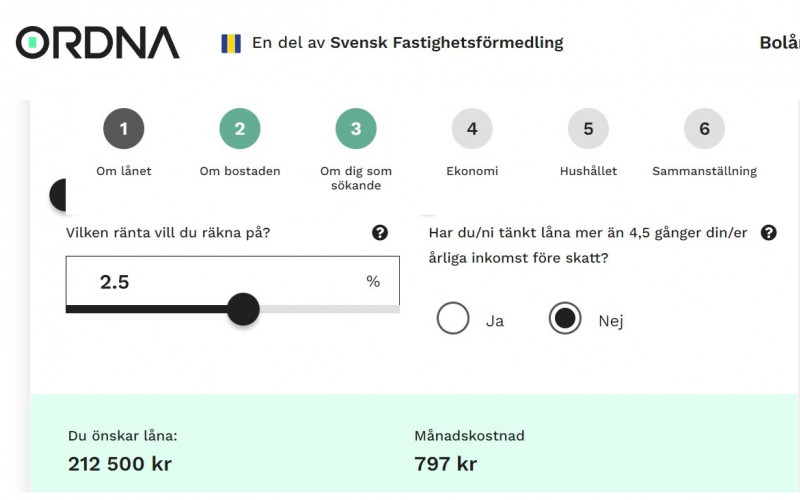 ORDNA
En del av Svensk Fastighetsförmedling
1
2
3
4
5
6
Om lånet
Om bostaden
Om dig som
sökande
Ekonomi
Hushållet
Sammanställning
Vilken ränta vill du räkna på?
?
2.5
%
Har du/ni tänkt låna mer än 4,5 gånger din/er
?
årliga inkomst före skatt?
Ja
Nej
Du önskar låna:
212 500 kr
Månadskostnad
797 kr